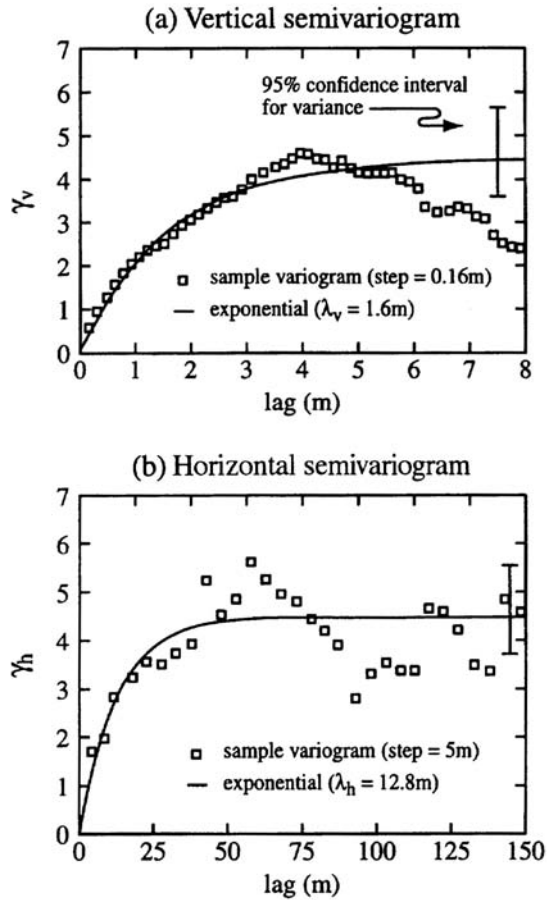 (a) Vertical semivariogram
7
6
5
4
3
2
1
0
γv
95% confidence interval
for variance
sample variogram (step = 0.16m)
exponential (λv = 1.6m)
0 1 2 3 4 5 6 7 8
lag (m)
(b) Horizontal semivariogram
7
6
5
4
3
2
1
0
γh
sample variogram (step = 5m)
exponential (λh = 12.8m)
0 25 50 75 100 125 150
lag (m)